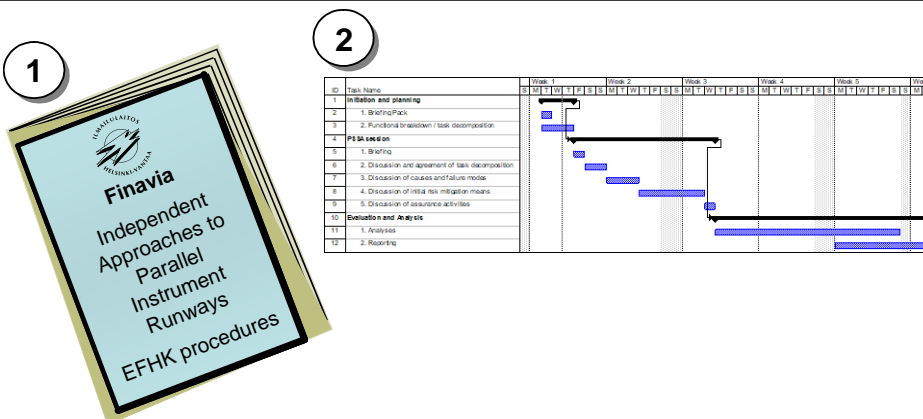 1
ILMAILULAITOS
HELSINKI-VANTAA
Finavia
Independent
Approaches to
Parallel
Instrument
Runways
EFHK procedures
2
ID Task Name Week 1 Week 2 Week 3 Week 4 Week 5 We
S M T W T F S S M T W T F S S M T W T F S S M T W T F S S M T W T F S S M
1 Initiation and planning
2 1. Briefing Pack
3 2. Functional breakdown / task decomposition
4 PSSA session
5 1. Briefing
6 2. Discussion and agreement of task decomposition
7 3. Discussion of causes and failure modes
8 4. Discussion of initial risk mitigation means
9 5. Discussion of assurance activities
10 Evaluation and Analysis
11 1. Analyses
12 2. Reporting